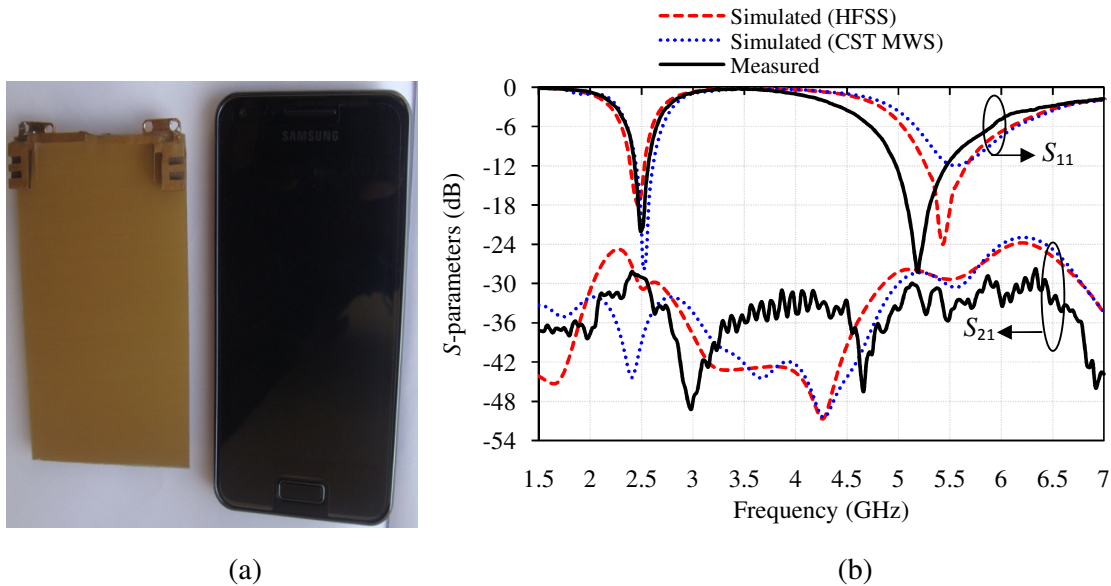 Simulated (HFSS)
Simulated (CST MWS)
Measured
SAMSUNG
S-parameters (dB)
0
-6
-12
-18
-24
-30
-36
-42
-48
-54
S11
S21
1.5 2 2.5 3 3.5 4 4.5 5 5.5 6 6.5 7
Frequency (GHz)
(a) (b)